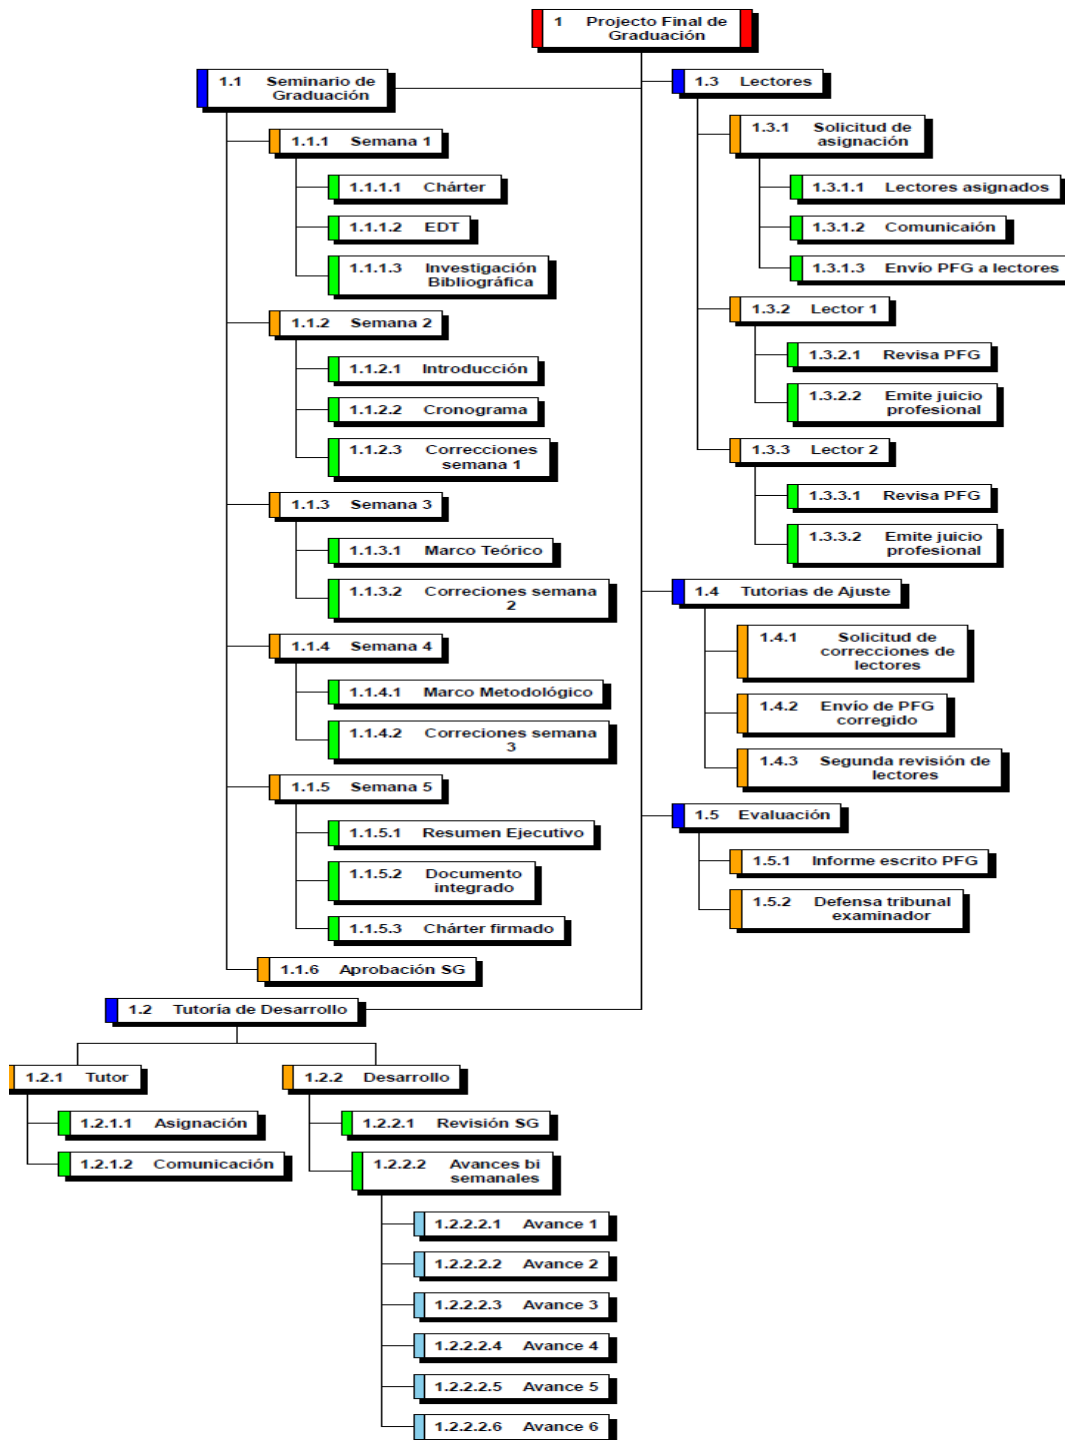 1 Projecto Final de
Graduación
1.1 Seminario de
Graduación
1.1.1 Semana 1
1.1.1.1 Chárter
1.1.1.2 EDT
1.1.1.3 Investigación
Bibliográfica
1.1.2 Semana 2
1.1.2.1 Introducción
1.1.2.2 Cronograma
1.1.2.3 Correcciones
semana 1
1.1.3 Semana 3
1.1.3.1 Marco Teórico
1.1.3.2 Correciones semana
2
1.1.4 Semana 4
1.1.4.1 Marco Metodológico
1.1.4.2 Correciones semana
3
1.1.5 Semana 5
1.1.5.1 Resumen Ejecutivo
1.1.5.2 Documento
integrado
1.1.5.3 Chárter firmado
1.1.6 Aprobación SG
1.2 Tutoría de Desarrollo
1.2.1 Tutor
1.2.1.1 Asignación
1.2.1.2 Comunicación
1.2.2 Desarrollo
1.2.2.1 Revisión SG
1.2.2.2 Avances bi
semanales
1.2.2.2.1 Avance 1
1.2.2.2.2 Avance 2
1.2.2.2.3 Avance 3
1.2.2.2.4 Avance 4
1.2.2.2.5 Avance 5
1.2.2.2.6 Avance 6
1.3 Lectores
1.3.1 Solicitud de
asignación
1.3.1.1 Lectores asignados
1.3.1.2 Comunicaión
1.3.1.3 Envío PFG a lectores
1.3.2 Lector 1
1.3.2.1 Revisa PFG
1.3.2.2 Emite juicio
profesional
1.3.3 Lector 2
1.3.3.1 Revisa PFG
1.3.3.2 Emite juicio
profesional
1.4 Tutorias de Ajuste
1.4.1 Solicitud de
correcciones de
lectores
1.4.2 Envío de PFG
corregido
1.4.3 Segunda revisión de
lectores
1.5 Evaluación
1.5.1 Informe escrito PFG
1.5.2 Defensa tribunal
examinador